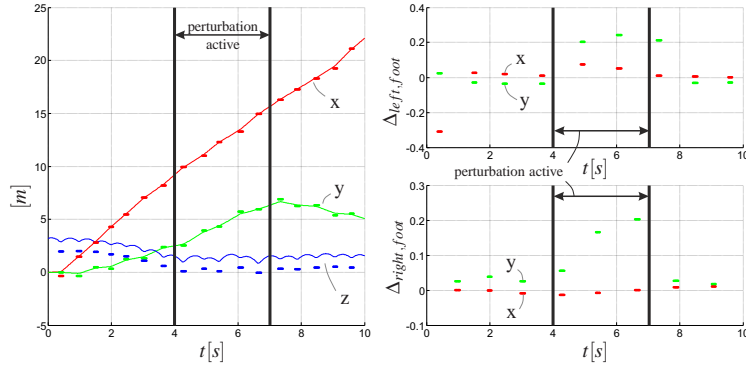 25
20
15
10
5
0
-5
[m]
0 2 4 6 8 10
t[s]
perturbation
active
x
y
z
0.4
0.2
0
-0.2
-0.4
Δleft,foot
0 2 4 6 8 10
t[s]
x
y
perturbation active
0.3
0.2
0.1
0
-0.1
Δright,foot
y
x
0 2 4 6 8 10
t[s]